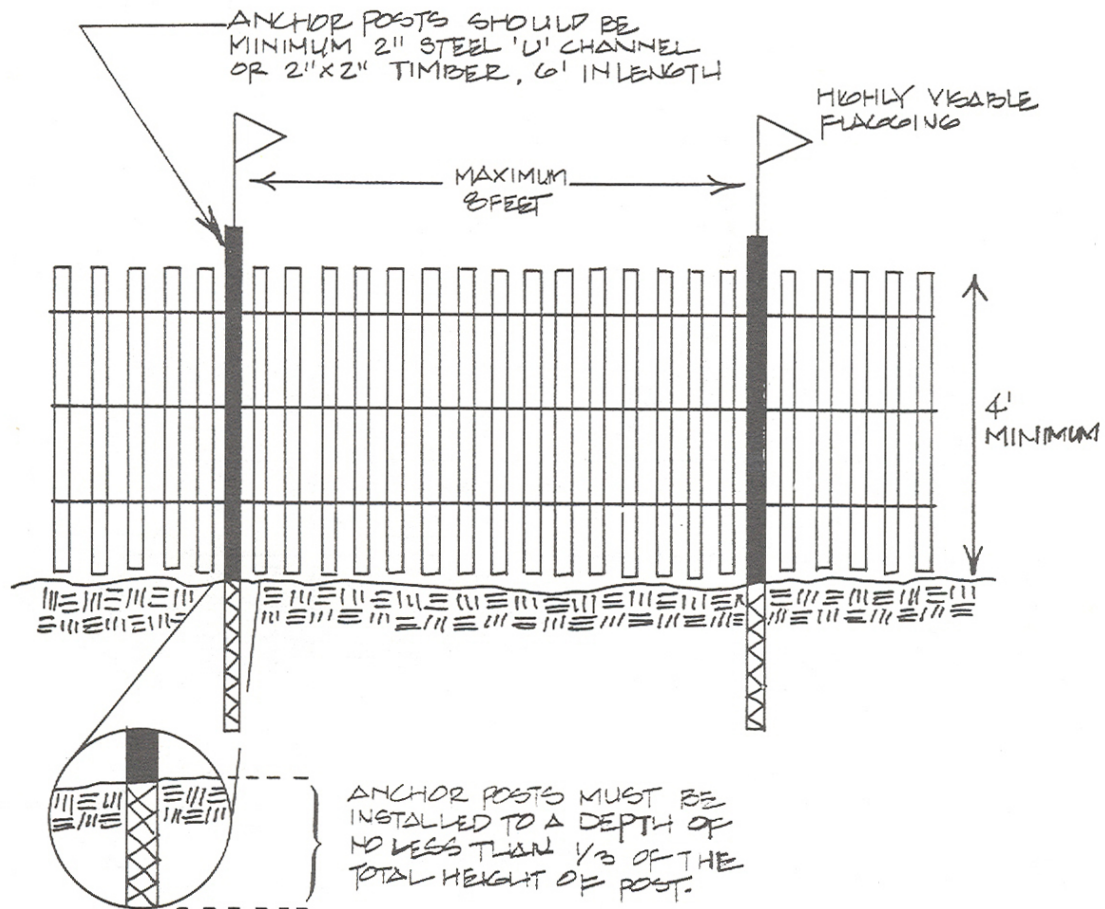 ANCHOR POSTS SHOULD BE
MINIMUM 2" STEEL 'U' CHANNEL
OR 2"X2" TIMBER, 6' IN LENGTH
HIGHLY VISABLE
FLAGGING
MAXIMUM
8 FEET
4'
MINIMUM
ANCHOR POSTS MUST BE
INSTALLED TO A DEPTH OF
NO LESS THAN 1/3 OF THE
TOTAL HEIGHT OF POST.